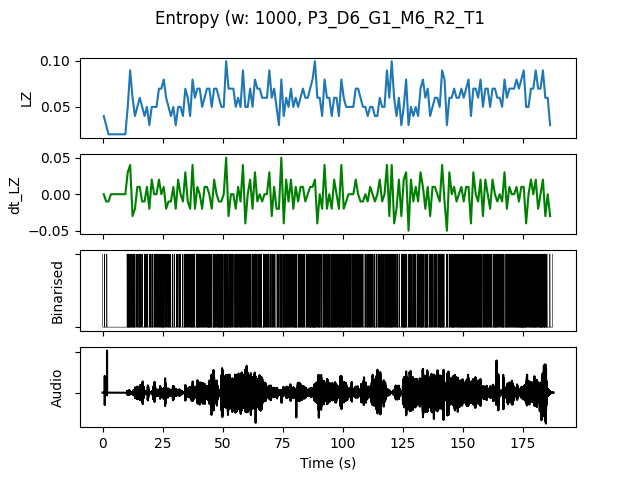 Entropy (w: 1000, P3_D6_G1_M6_R2_T1
0.10
0.05
LZ
0.05
0.00
−0.05
dt_LZ
Binarised
Audio
0 25 50 75 100 125 150 175
Time (s)